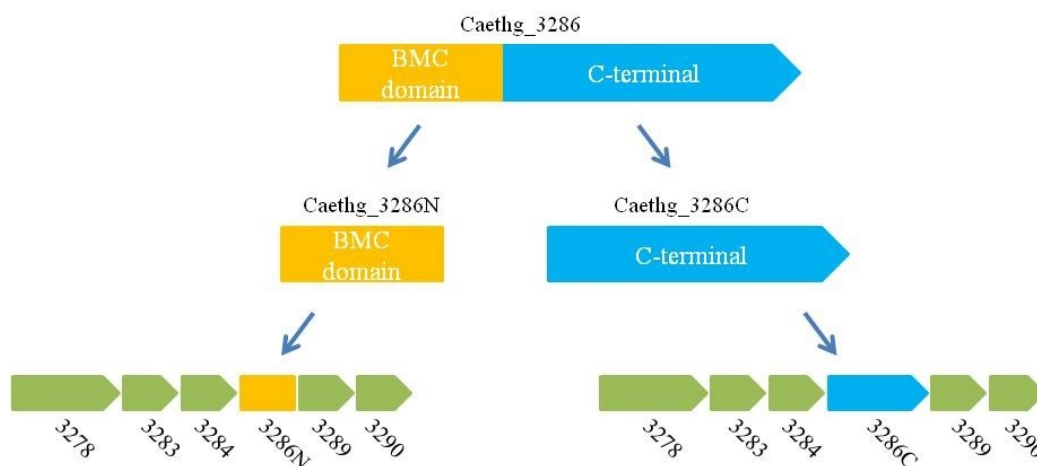 Caethg_3286
BMC
domain
C-terminal
Caethg_3286N
Caethg_3286C
BMC
domain
C-terminal
3278 3283 3284 3286N 3289 3290
3278 3283 3284 3286C 3289 3290